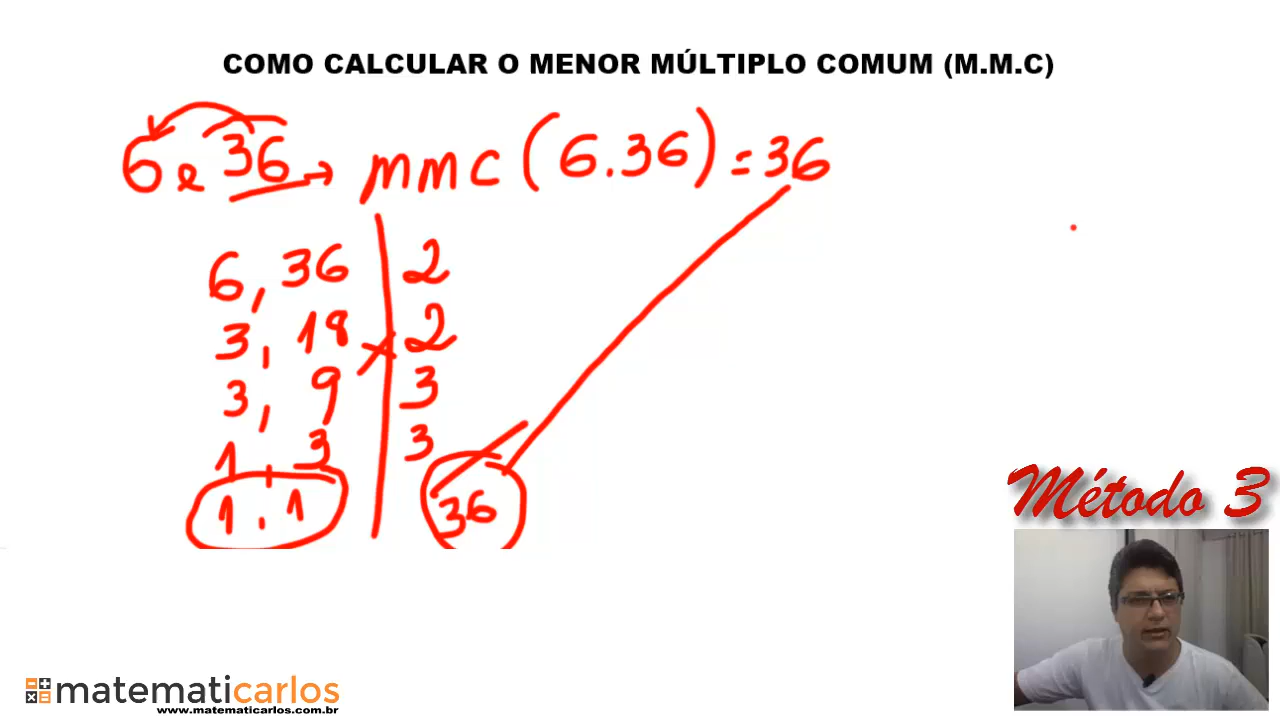 COMO CALCULAR O MENOR MÚLTIPLO COMUM (M.M.C)
6 e 36 → mmc (6.36) = 36
6, 36 | 2
3, 18 × 2
3, 9 | 3
1, 3 | 3
1, 1 | 36
Método 3
matematicarlos
www.matematicarlos.com.br